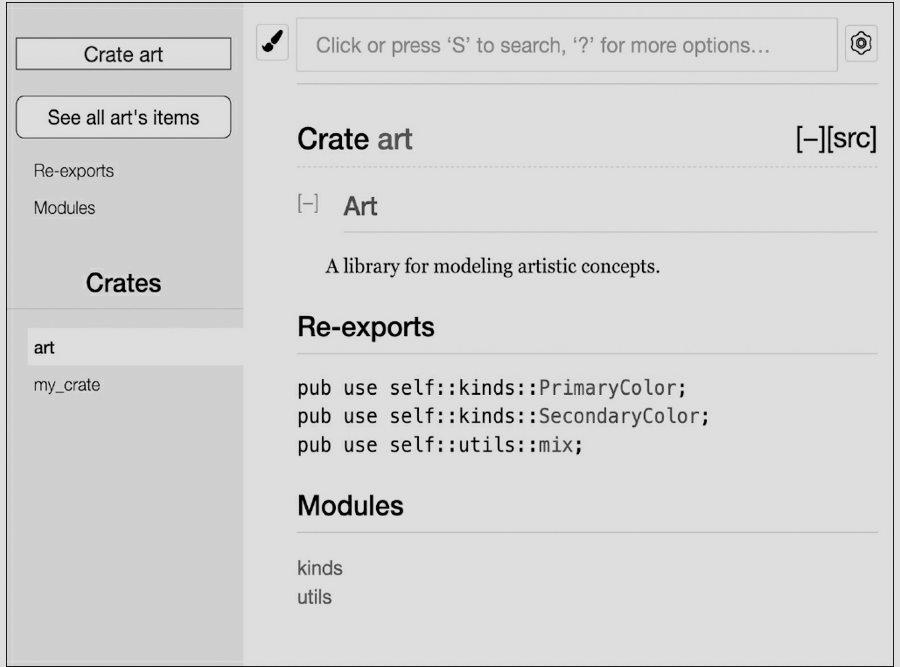 Crate art
See all art's items
Re-exports
Modules
Crates
art
my_crate
Click or press ‘S’ to search, ‘?’ for more options…
Crate art
[−][src]
[−] Art
A library for modeling artistic concepts.
Re-exports
pub use self::kinds::PrimaryColor;
pub use self::kinds::SecondaryColor;
pub use self::utils::mix;
Modules
kinds
utils